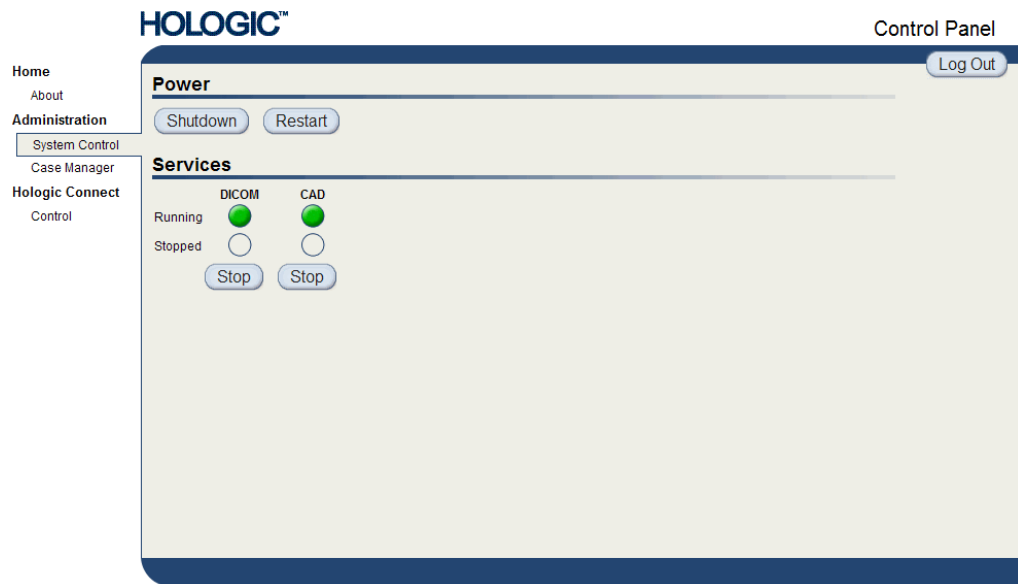 HOLOGIC™
Control Panel
Log Out
Home
About
Administration
System Control
Case Manager
Hologic Connect
Control
Power
Shutdown Restart
Services
DICOM CAD
Running
Stopped
Stop Stop